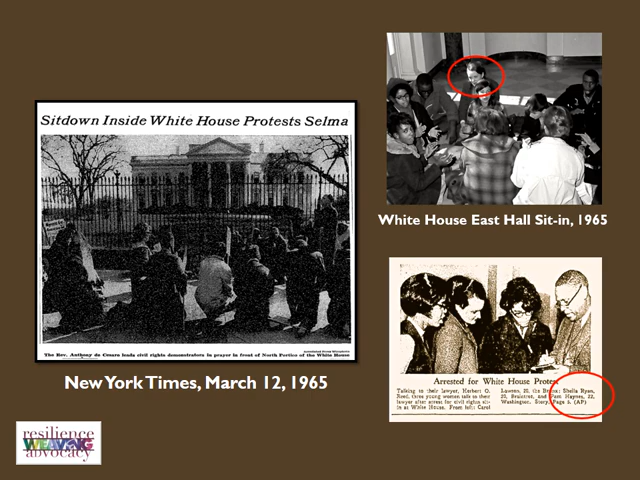 Sitdown Inside White House Protests Selma
The Rev. Anthony de Cesare leads civil rights demonstrators in prayer in front of North Portico of the White House
New York Times, March 12, 1965
White House East Hall Sit-in, 1965
Arrested for White House Protest
Talking to their lawyer, Herbert O.
Reed, three young women talk to their
lawyer after arrest for civil rights sit-
in at White House. From left: Carol
Lawson, 20, the Bronx; Sheila Ryan,
20, Braintree, and Pam Haynes, 22,
Washington. Story, Page 6. (AP)
resilience
WEAVING
advocacy